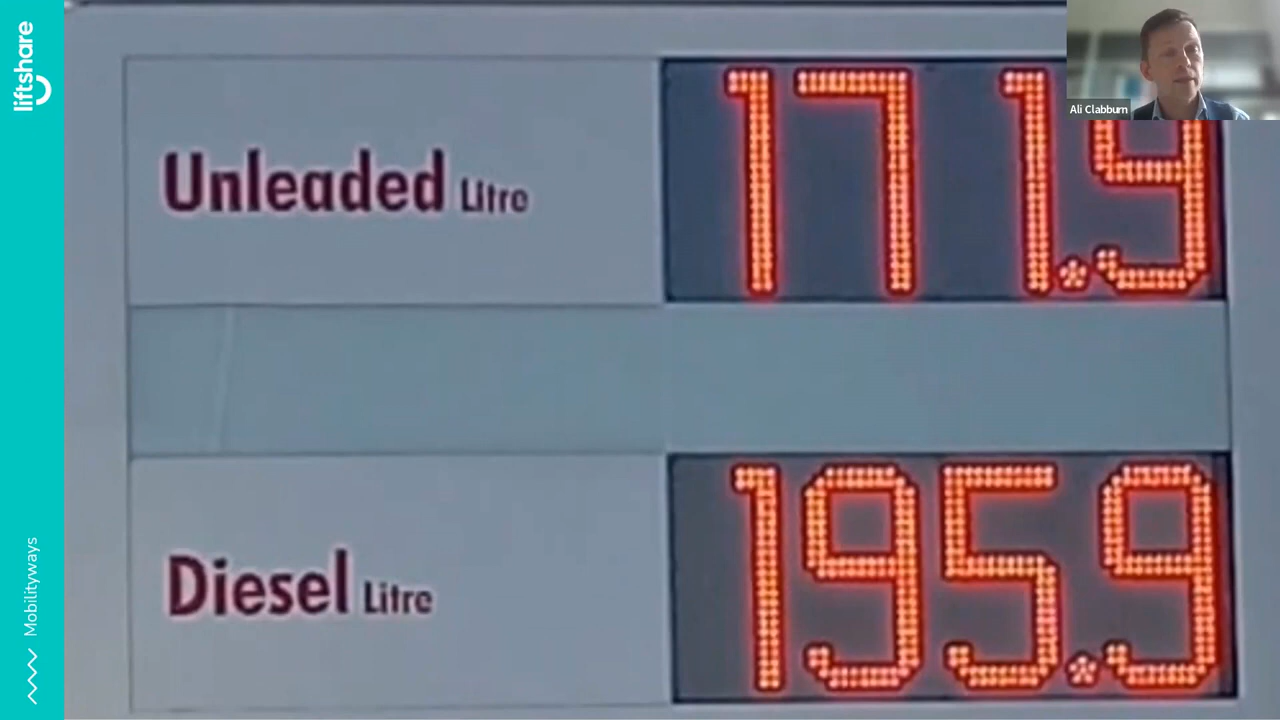 liftshare
Mobilityways
Ali Clabburn
Unleaded Litre 171.9
Diesel Litre 195.9